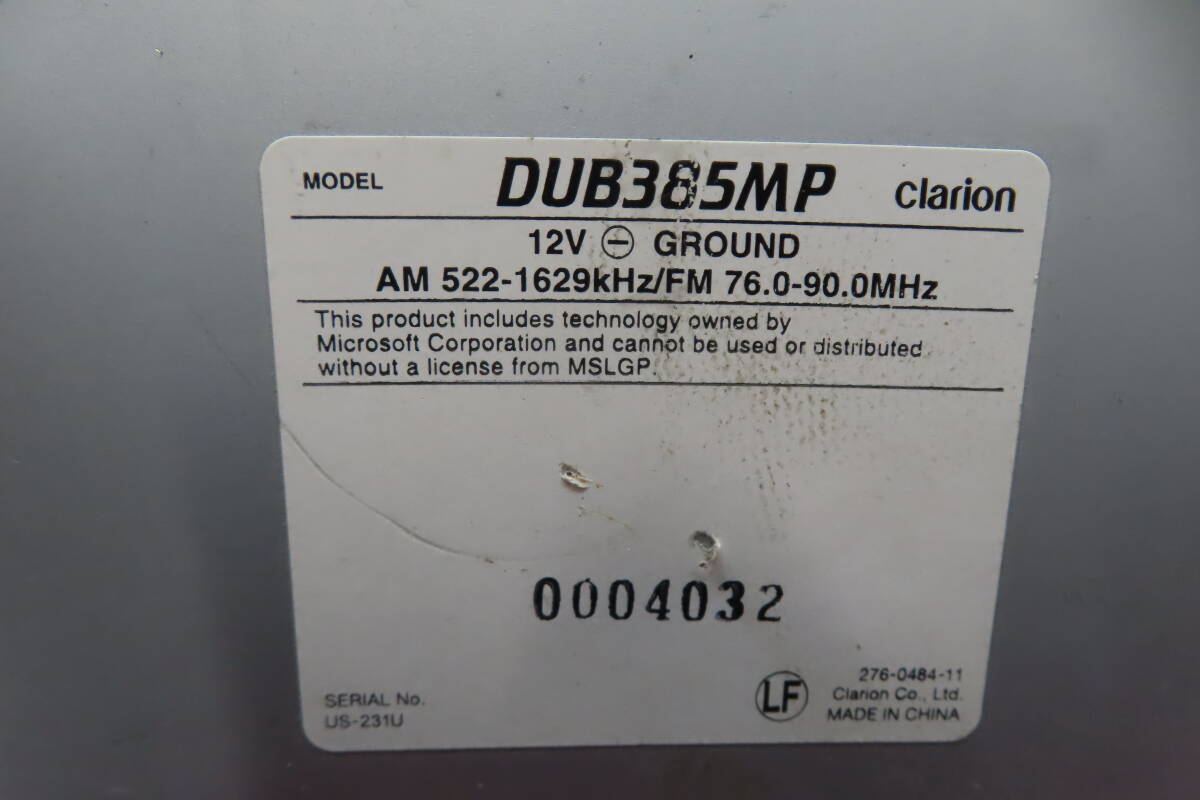 MODEL DUB385MP clarion
12V ⊖ GROUND
AM 522-1629kHz/FM 76.0-90.0MHz
This product includes technology owned by
Microsoft Corporation and cannot be used or distributed
without a license from MSLGP.
0004032
SERIAL No.
US-231U
LF
276-0484-11
Clarion Co., Ltd.
MADE IN CHINA